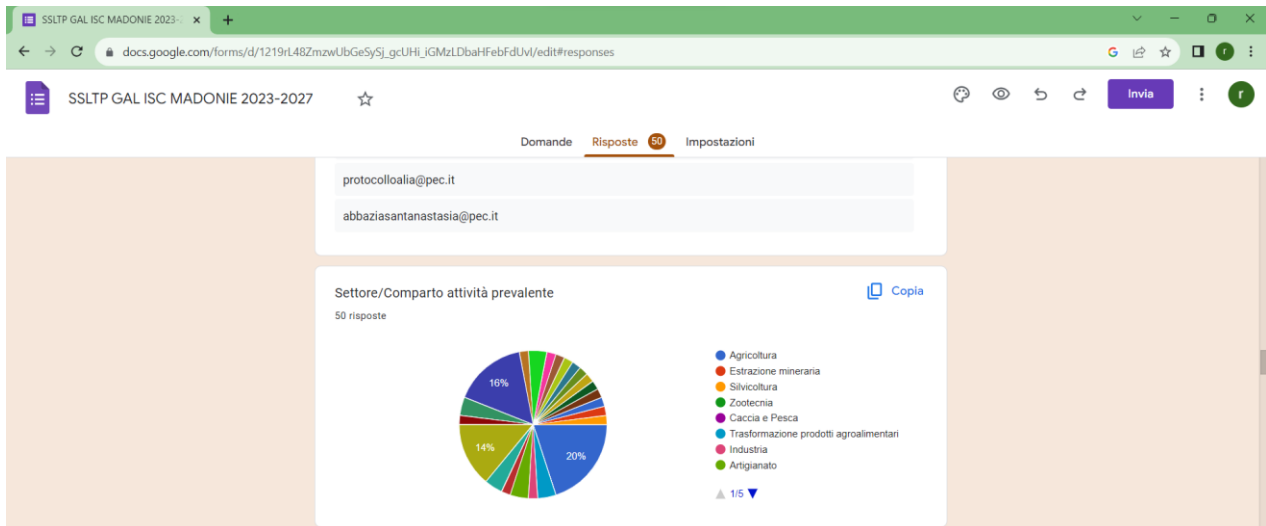 SSLTP GAL ISC MADONIE 2023-
docs.google.com/forms/d/1219rL48ZmzwUbGeSySj_gcUHi_iGMzLDbaHFebFdUvI/edit#responses
SSLTP GAL ISC MADONIE 2023-2027
Invia
r
Domande Risposte 50 Impostazioni
protocolloalia@pec.it
abbaziasantanastasia@pec.it
Settore/Comparto attività prevalente
Copia
50 risposte
16%
14%
20%
Agricoltura
Estrazione mineraria
Silvicoltura
Zootecnia
Caccia e Pesca
Trasformazione prodotti agroalimentari
Industria
Artigianato
1/5